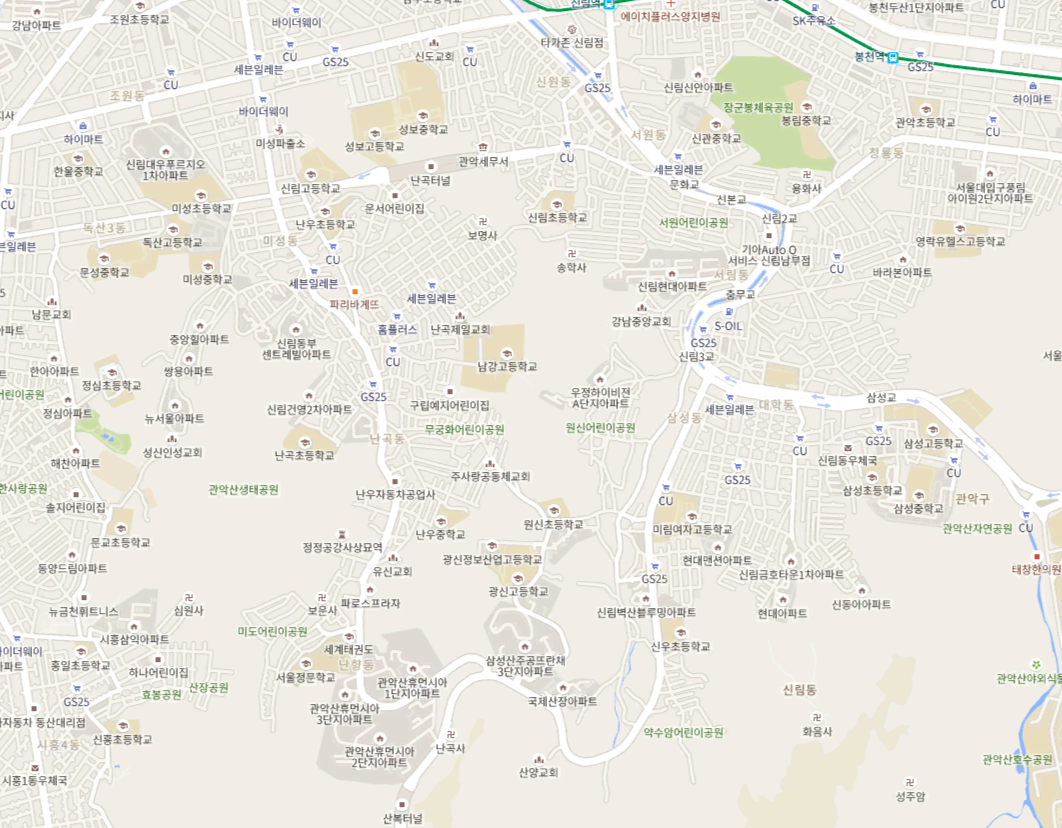 강남아파트
조원초등학교
바이더웨이
신림역
에이치플러스양지병원
SK주유소
봉천두산1단지아파트
CU
타가존 신림점
신도교회
CU
GS25
CU
세븐일레븐
봉천역
GS25
CU
조원동
신원동
GS25
신림신안아파트
하이마트
바이더웨이
장군봉체육공원
봉림중학교
관악초등학교
CU
성보중학교
하이마트
미성파출소
성보고등학교
서원동
신관중학교
청룡동
한울중학교
신림대우푸르지오
1차아파트
관악세무서
CU
난곡터널
세븐일레븐
문화교
신림고등학교
용화사
서울대입구풍림
아이원2단지아파트
CU
미성초등학교
운서어린이집
신본교
난우초등학교
신림초등학교
서원어린이공원
신림2교
독산3동
독산고등학교
미성동
보명사
영락유헬스고등학교
CU
송학사
기아Auto Q
서비스 신림남부점
CU
문성중학교
미성중학교
세븐일레븐
신림현대아파트
서림동
바라본아파트
파리바게뜨
세븐일레븐
충무교
남문교회
홈플러스
난곡제일교회
강남중앙교회
S-OIL
중앙힐아파트
신림동부
센트레빌아파트
GS25
신림3교
한아아파트
쌍용아파트
CU
남강고등학교
정심초등학교
GS25
우정하이비젼
A단지아파트
정심아파트
뉴서울아파트
신림건영2차아파트
구립예지어린이집
세븐일레븐
대학동
삼성교
삼성동
무궁화어린이공원
원신어린이공원
난곡동
성신인성교회
난곡초등학교
CU
GS25
삼성고등학교
해찬아파트
신림동우체국
CU
주사랑공동체교회
GS25
관악산생태공원
난우자동차공업사
삼성초등학교
관악구
솔지어린이집
CU
삼성중학교
문교초등학교
난우중학교
원신초등학교
미림여자고등학교
관악산자연공원
CU
정정공강사상묘역
광신정보산업고등학교
현대맨션아파트
유신교회
동양드림아파트
GS25
신림금호타운1차아파트
태창한의원
광신고등학교
뉴금천휘트니스
심원사
보운사
파로스프라자
신림벽산블루밍아파트
현대아파트
신동아아파트
시흥삼익아파트
미도어린이공원
세계태권도
신우초등학교
홍일초등학교
하나어린이집
난향동
서울정문학교
삼성산주공뜨란채
3단지아파트
관악산휴먼시아
1단지아파트
신림동
GS25
효봉공원
산장공원
국제산장아파트
관악산휴먼시아
3단지아파트
동산대리점
신흥초등학교
난곡사
약수암어린이공원
화음사
시흥4동
관악산휴먼시아
2단지아파트
산양교회
관악산호수공원
시흥1동우체국
성주암
산복터널